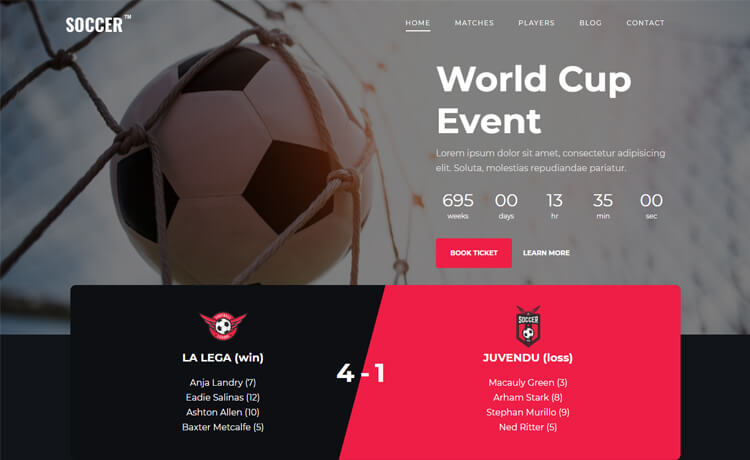 SOCCER™
HOME MATCHES PLAYERS BLOG CONTACT
World Cup
Event
Lorem ipsum dolor sit amet, consectetur adipisicing
elit. Soluta, molestias repudiandae pariatur.
695 00 13 35 00
weeks days hr min sec
BOOK TICKET LEARN MORE
SOCCER
LA LEGA (win)
Anja Landry (7)
Eadie Salinas (12)
Ashton Allen (10)
Baxter Metcalfe (5)
4 - 1
JUVENDU (loss)
Macauly Green (3)
Arham Stark (8)
Stephan Murillo (9)
Ned Ritter (5)